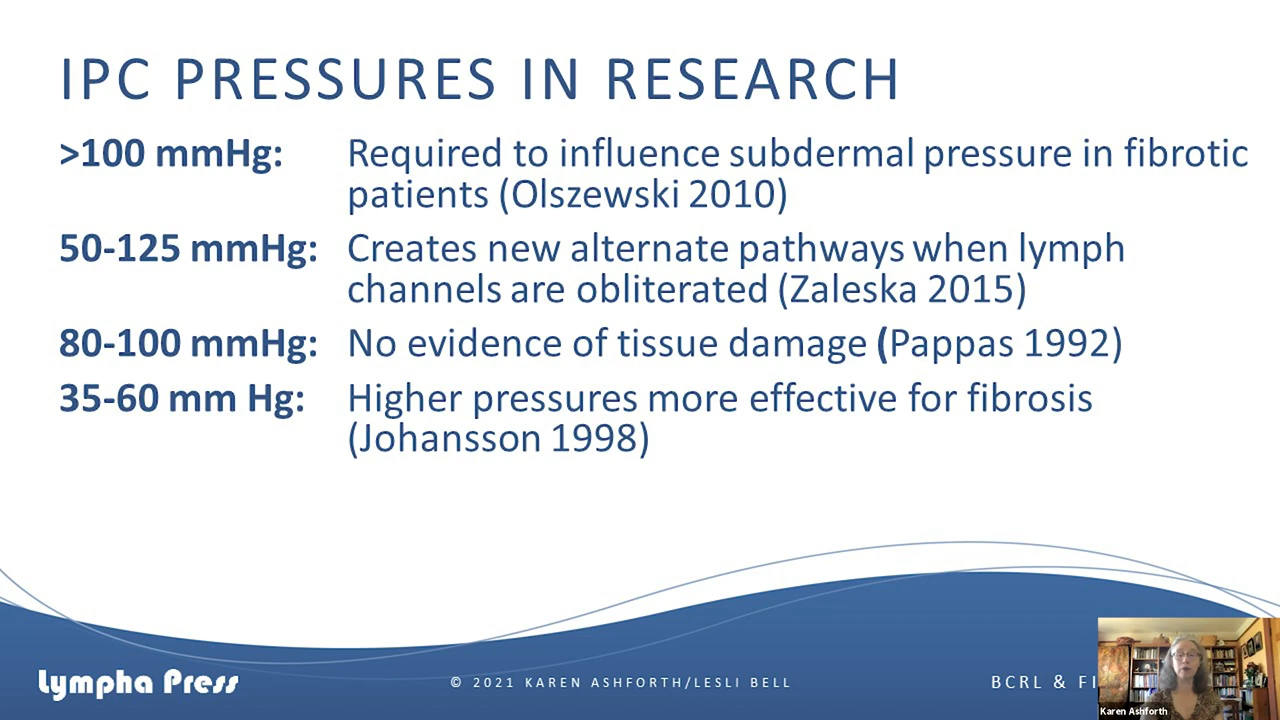 IPC PRESSURES IN RESEARCH
>100 mmHg: Required to influence subdermal pressure in fibrotic
patients (Olszewski 2010)
50-125 mmHg: Creates new alternate pathways when lymph
channels are obliterated (Zaleska 2015)
80-100 mmHg: No evidence of tissue damage (Pappas 1992)
35-60 mm Hg: Higher pressures more effective for fibrosis
(Johansson 1998)
Lympha Press
© 2021 KAREN ASHFORTH/LESLI BELL
BCRL & FI
Karen Ashforth